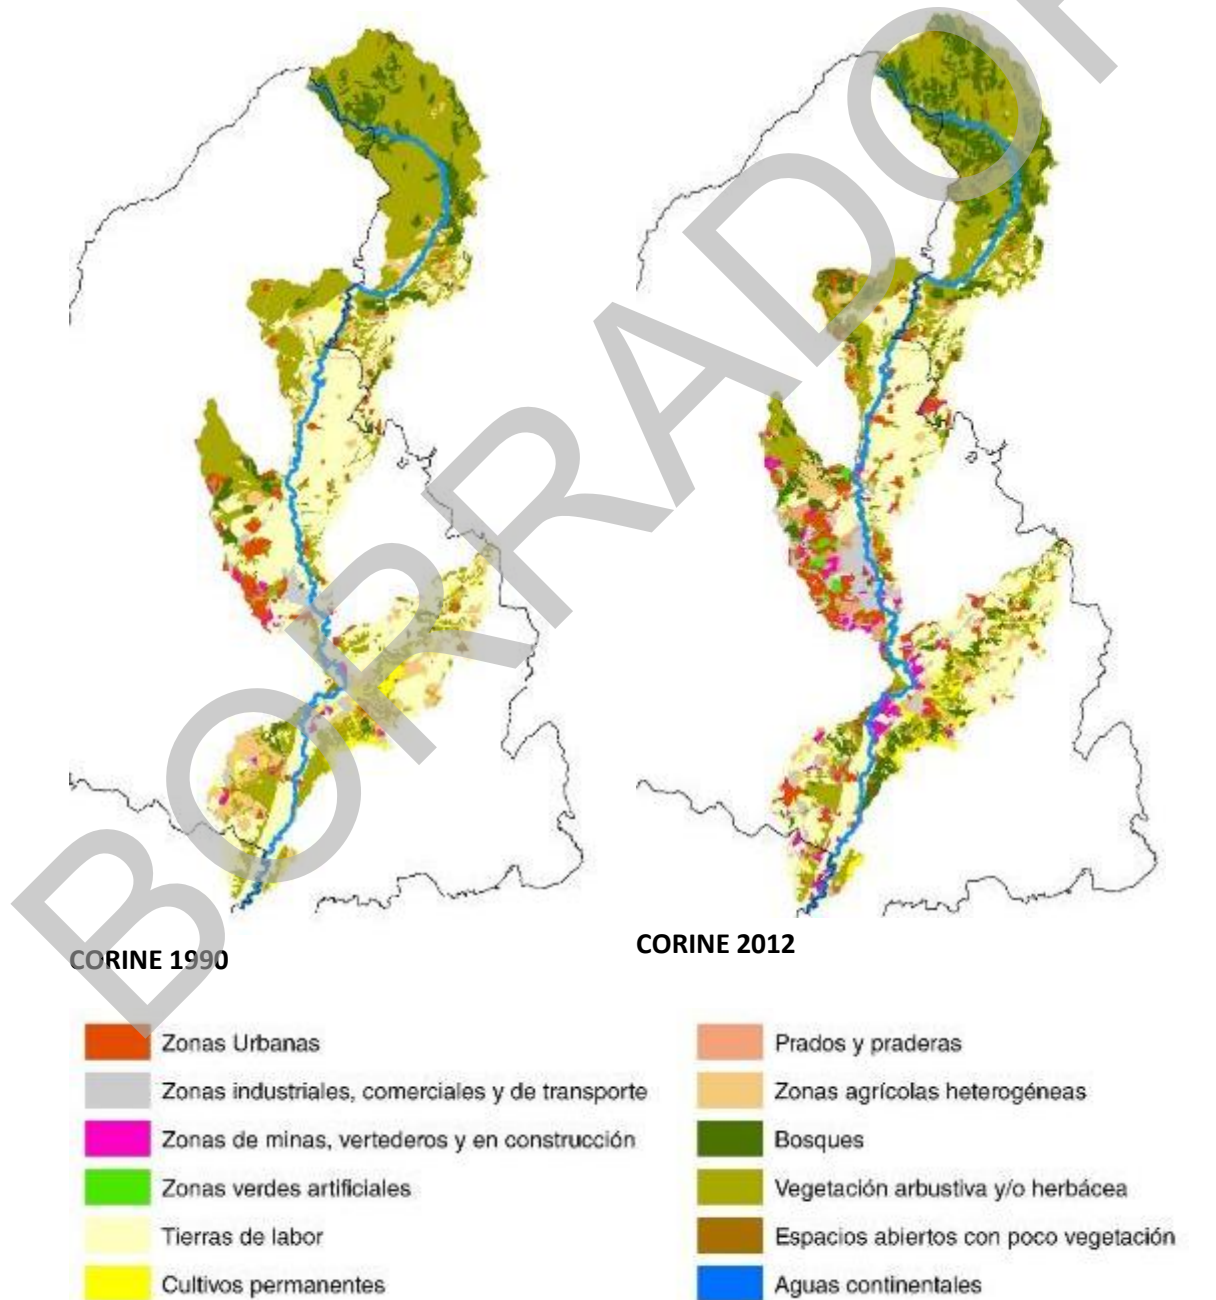 BORRADOR
CORINE 1990
CORINE 2012
Zonas Urbanas
Zonas industriales, comerciales y de transporte
Zonas de minas, vertederos y en construcción
Zonas verdes artificiales
Tierras de labor
Cultivos permanentes
Prados y praderas
Zonas agrícolas heterogéneas
Bosques
Vegetación arbustiva y/o herbácea
Espacios abiertos con poco vegetación
Aguas continentales